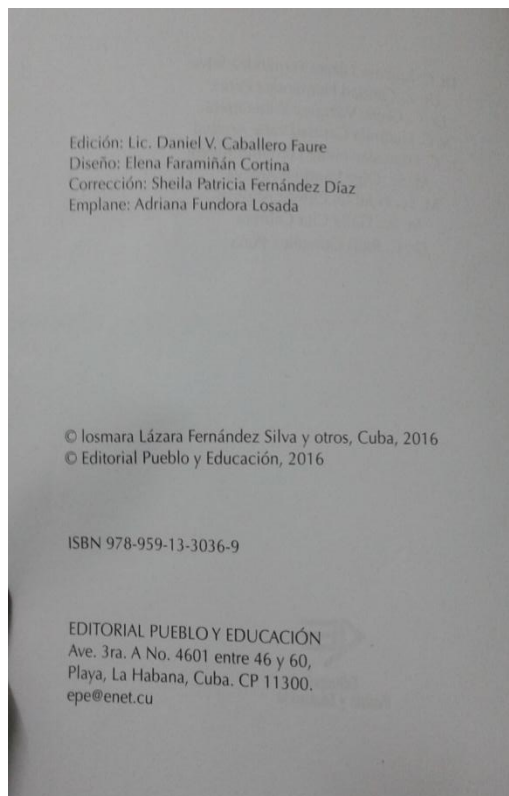 Edición: Lic. Daniel V. Caballero Faure
Diseño: Elena Faramiñán Cortina
Corrección: Sheila Patricia Fernández Díaz
Emplane: Adriana Fundora Losada
© Iosmara Lázara Fernández Silva y otros, Cuba, 2016
© Editorial Pueblo y Educación, 2016
ISBN 978-959-13-3036-9
EDITORIAL PUEBLO Y EDUCACIÓN
Ave. 3ra. A No. 4601 entre 46 y 60,
Playa, La Habana, Cuba. CP 11300.
epe@enet.cu